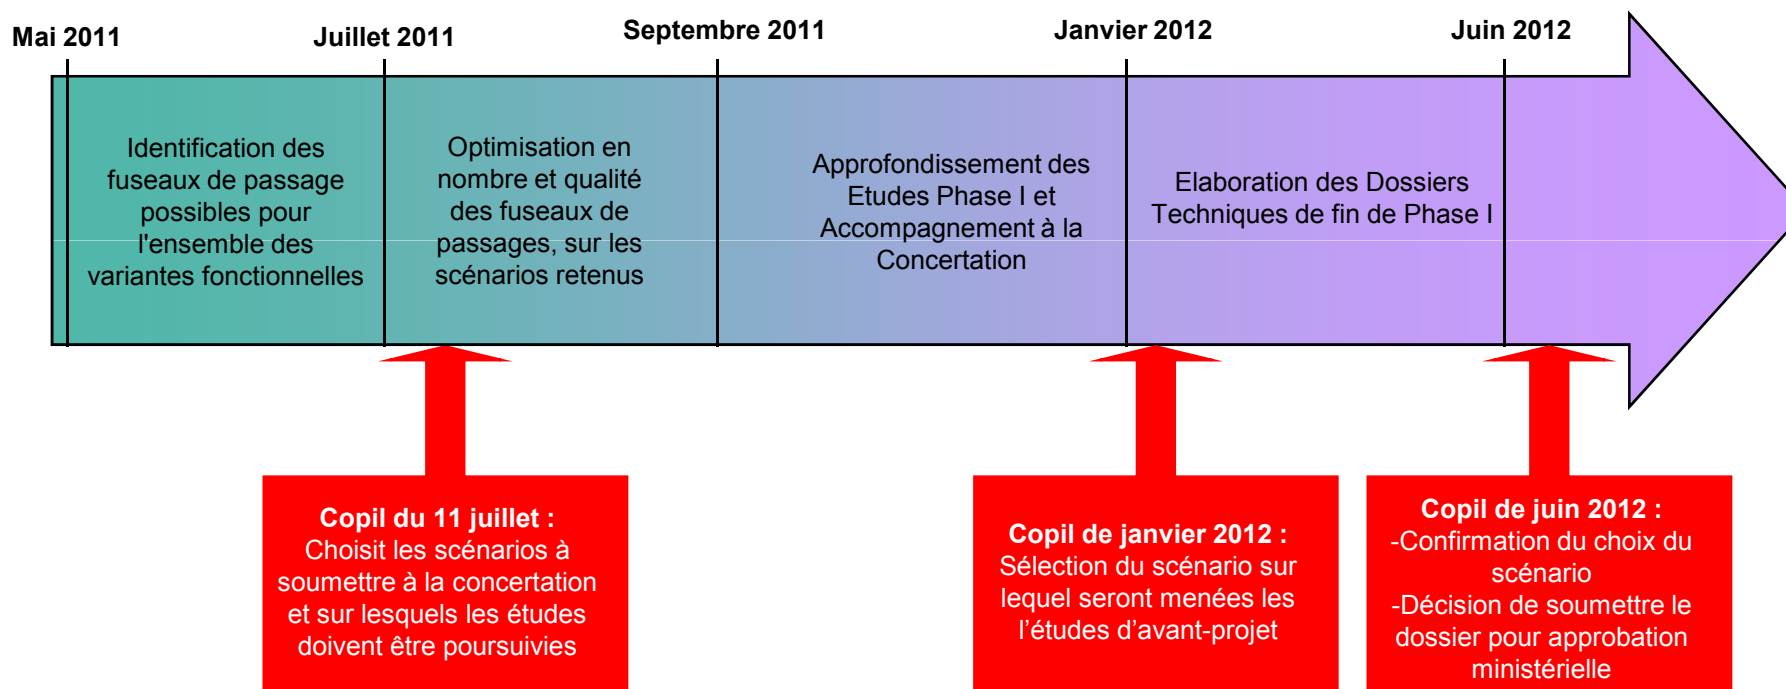 Mai 2011
Juillet 2011
Septembre 2011
Janvier 2012
Juin 2012
Identification des
fuseaux de passage
possibles pour
l'ensemble des
variantes fonctionnelles
Optimisation en
nombre et qualité
des fuseaux de
passages, sur les
scénarios retenus
Approfondissement des
Etudes Phase I et
Accompagnement à la
Concertation
Elaboration des Dossiers
Techniques de fin de Phase I
Copil du 11 juillet :
Choisit les scénarios à
soumettre à la concertation
et sur lesquels les études
doivent être poursuivies
Copil de janvier 2012 :
Sélection du scénario sur
lequel seront menées les
l’études d’avant-projet
Copil de juin 2012 :
-Confirmation du choix du
scénario
-Décision de soumettre le
dossier pour approbation
ministérielle